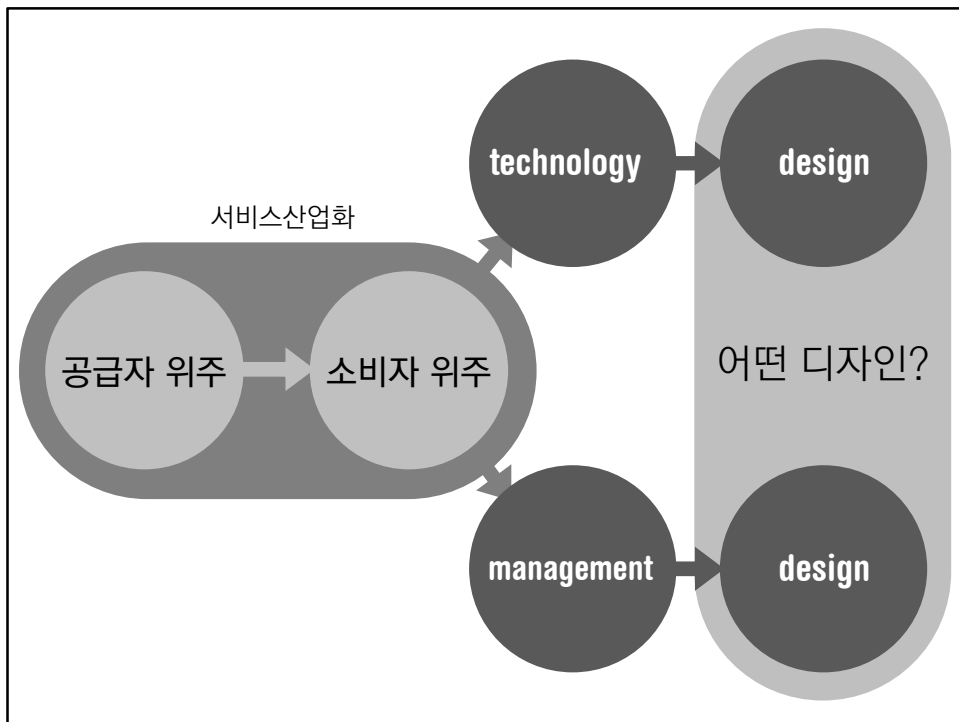 서비스산업화
공급자 위주
소비자 위주
technology
design
어떤 디자인?
management
design